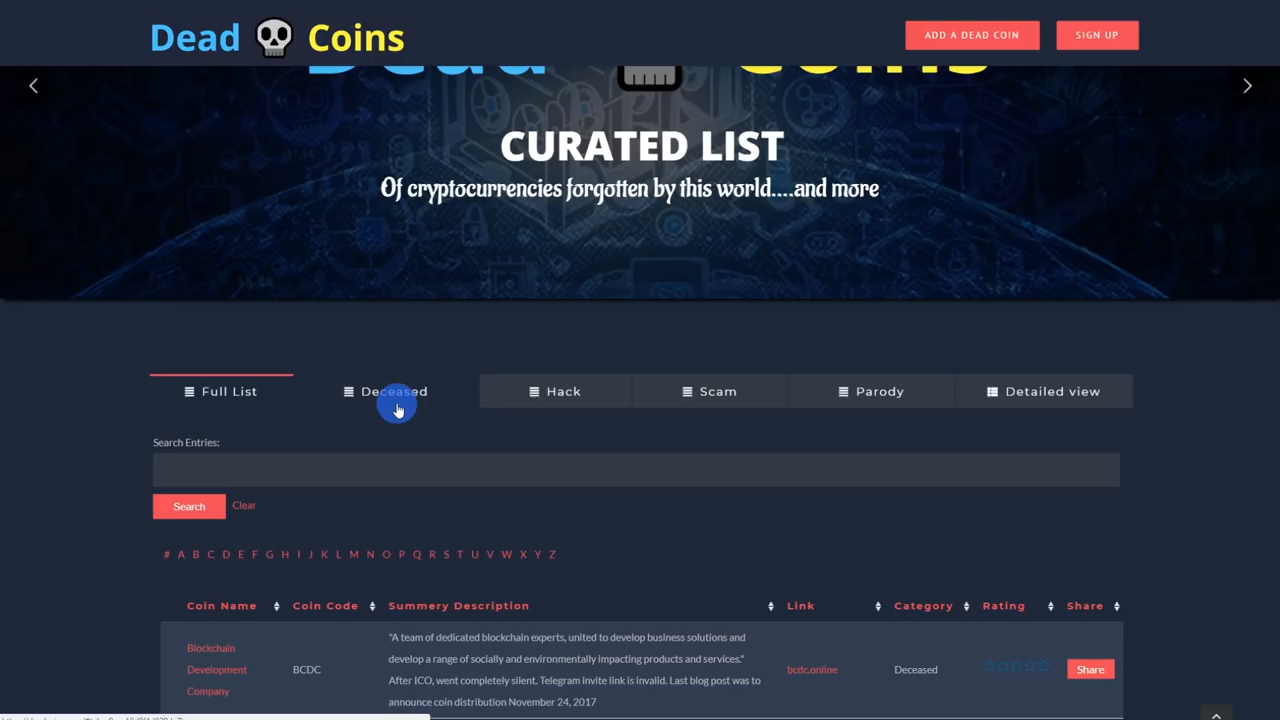 Dead Coins
ADD A DEAD COIN
SIGN UP
CURATED LIST
Of cryptocurrencies forgotten by this world....and more
Full List
Deceased
Hack
Scam
Parody
Detailed view
Search Entries:
Search
Clear
# A B C D E F G H I J K L M N O P Q R S T U V W X Y Z
Coin Name
Coin Code
Summery Description
Link
Category
Rating
Share
Blockchain
Development
Company
BCDC
"A team of dedicated blockchain experts, united to develop business solutions and
develop a range of socially and environmentally impacting products and services."
After ICO, went completely silent. Telegram invite link is invalid. Last blog post was to
announce coin distribution November 24, 2017
bcdc.online
Deceased
Share